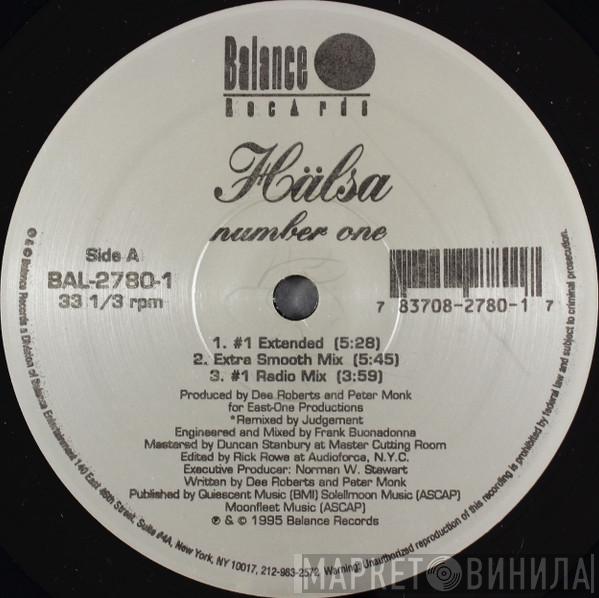 Balance
Records
Hälsa
number one
Side A
BAL-2780-1
33 1/3 rpm
7 83708-2780-1 7
1. #1 Extended (5:28)
2. Extra Smooth Mix (5:45)
3. #1 Radio Mix (3:59)
Produced by Dee Roberts and Peter Monk
for East-One Productions
*Remixed by Judgement
Engineered and Mixed by Frank Buonadonna
Mastered by Duncan Stanbury at Master Cutting Room
Edited by Rick Rowe at Audioforce, N.Y.C.
Executive Producer: Norman W. Stewart
Written by Dee Roberts and Peter Monk
Published by Quiescent Music (BMI) Soleilmoon Music (ASCAP)
Moonfleet Music (ASCAP)
℗ & © 1995 Balance Records
℗ & © Balance Records a Division of Balance Entertainment 140 East 46th Street, Suite #4A, New York, NY 10017, 212-983-2572 Warning: Unauthorized reproduction of this recording is prohibited by federal law and subject to criminal prosecution.
МАРКЕТ ВИНИЛА